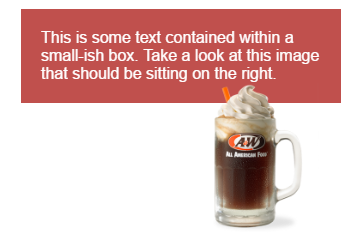 This is some text contained within a
small-ish box. Take a look at this image
that should be sitting on the right.
A&W
ALL AMERICAN FOOD